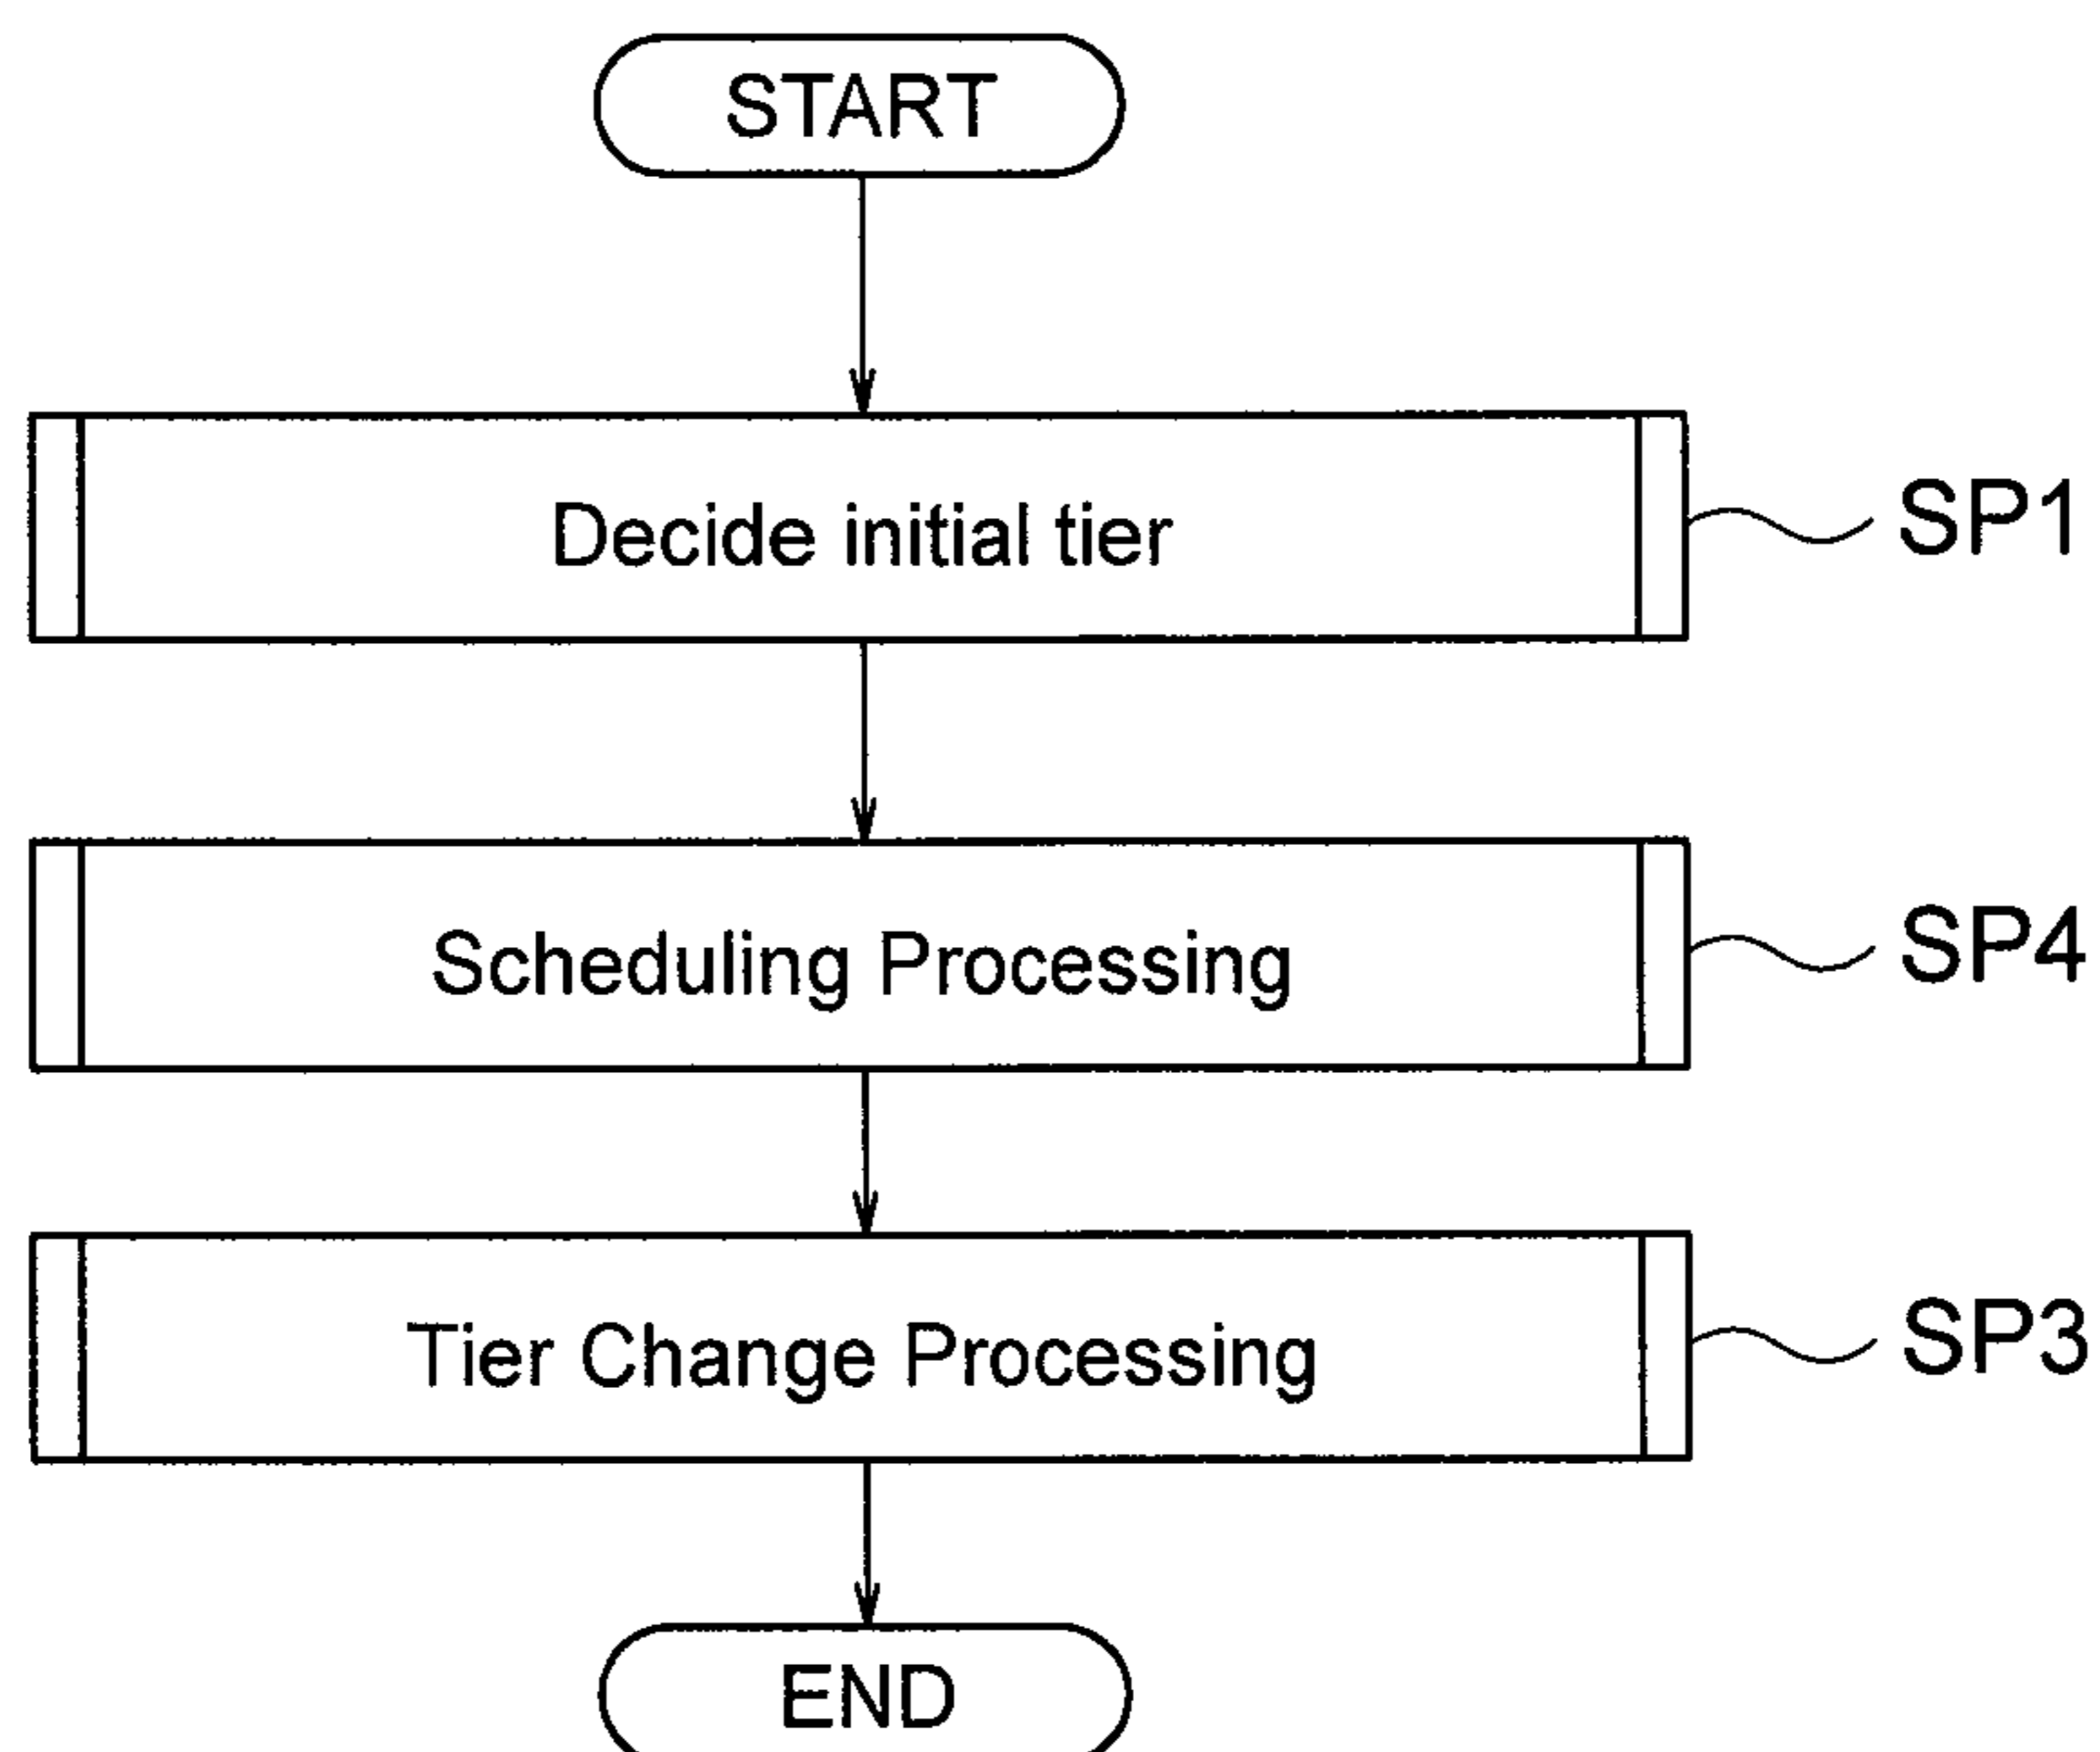 START
Decide initial tier
SP1
Scheduling Processing
SP4
Tier Change Processing
SP3
END